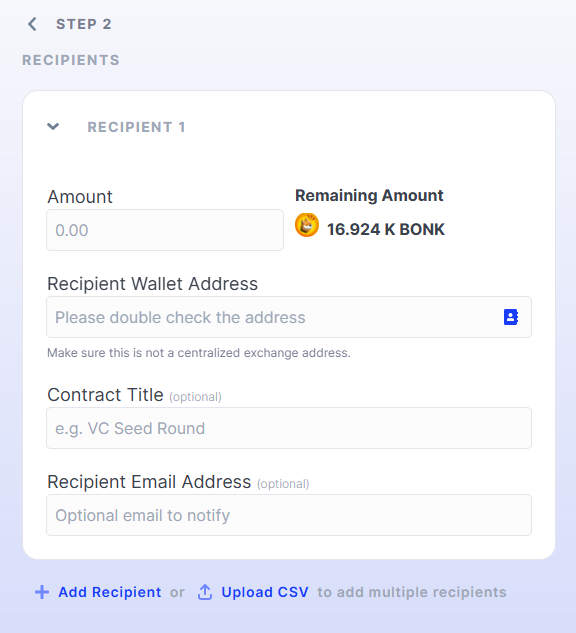 STEP 2
RECIPIENTS
RECIPIENT 1
Amount
Remaining Amount
0.00
16.924 K BONK
Recipient Wallet Address
Please double check the address
Make sure this is not a centralized exchange address.
Contract Title (optional)
e.g. VC Seed Round
Recipient Email Address (optional)
Optional email to notify
Add Recipient or Upload CSV to add multiple recipients